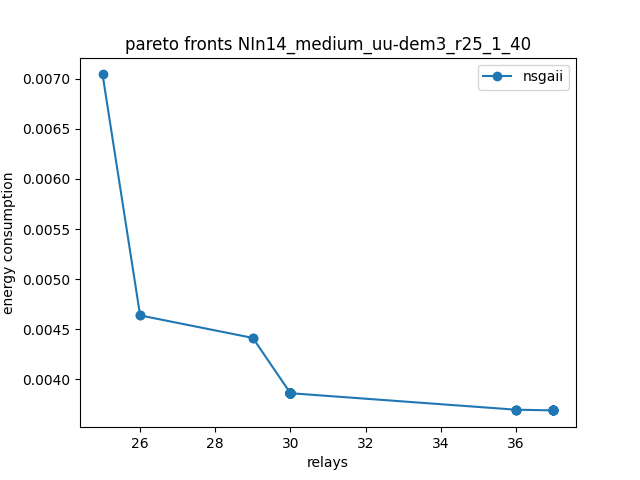 pareto fronts NIn14_medium_uu-dem3_r25_1_40
nsgaii
0.0070
0.0065
0.0060
0.0055
0.0050
0.0045
0.0040
energy consumption
26 28 30 32 34 36
relays